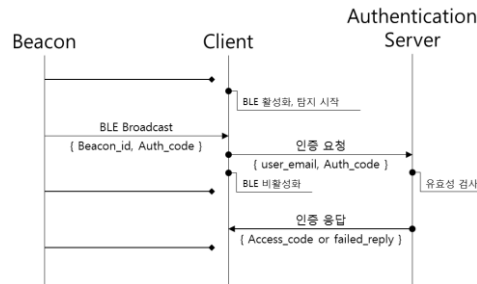 Beacon
Client
Authentication
Server
BLE 활성화, 탐지 시작
BLE Broadcast
{ Beacon_id, Auth_code }
인증 요청
{ user_email, Auth_code }
BLE 비활성화
유효성 검사
인증 응답
{ Access_code or failed_reply }